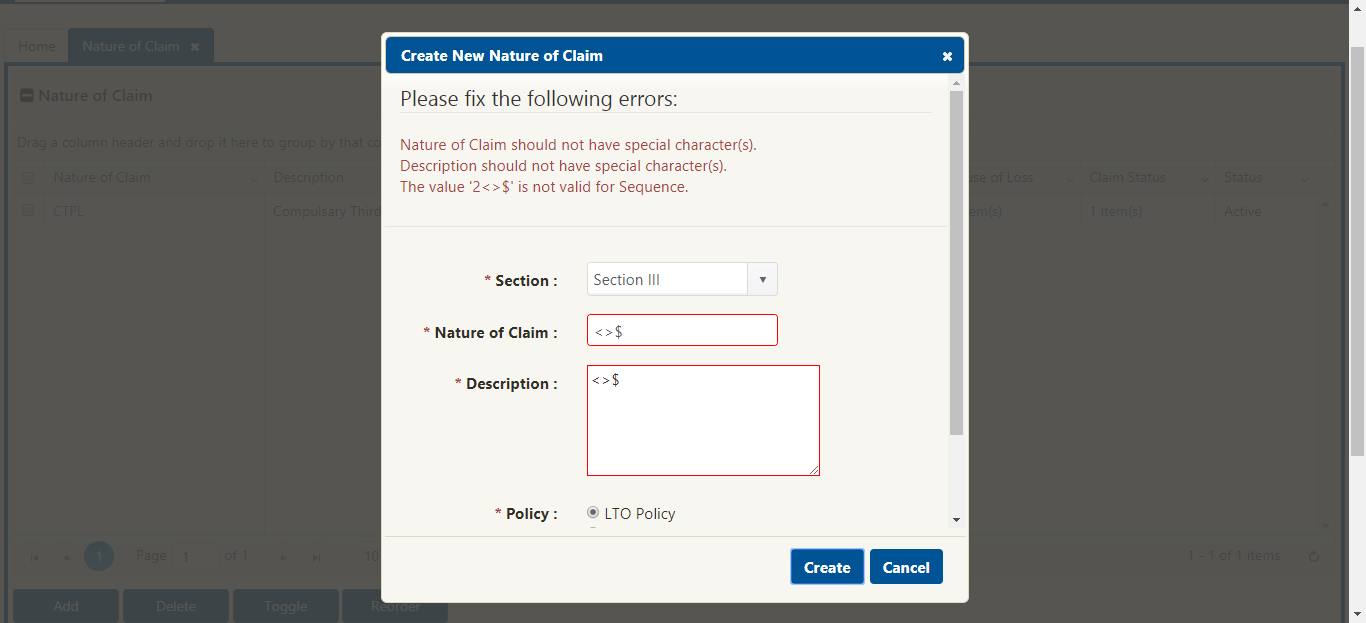 Home
Nature of Claim
Nature of Claim
Drag a column header and drop it here to group by that co
Nature of Claim
Description
use of Loss
Claim Status
Status
CTPL
Compulsary Third
em(s)
1 item(s)
Active
1
Page
1
of 1
10
1 - 1 of 1 items
Add
Delete
Toggle
Reorder
Create New Nature of Claim
Please fix the following errors:
Nature of Claim should not have special character(s).
Description should not have special character(s).
The value '2<>$' is not valid for Sequence.
* Section :
Section III
* Nature of Claim :
<>$
* Description :
<>$
* Policy :
LTO Policy
Create
Cancel